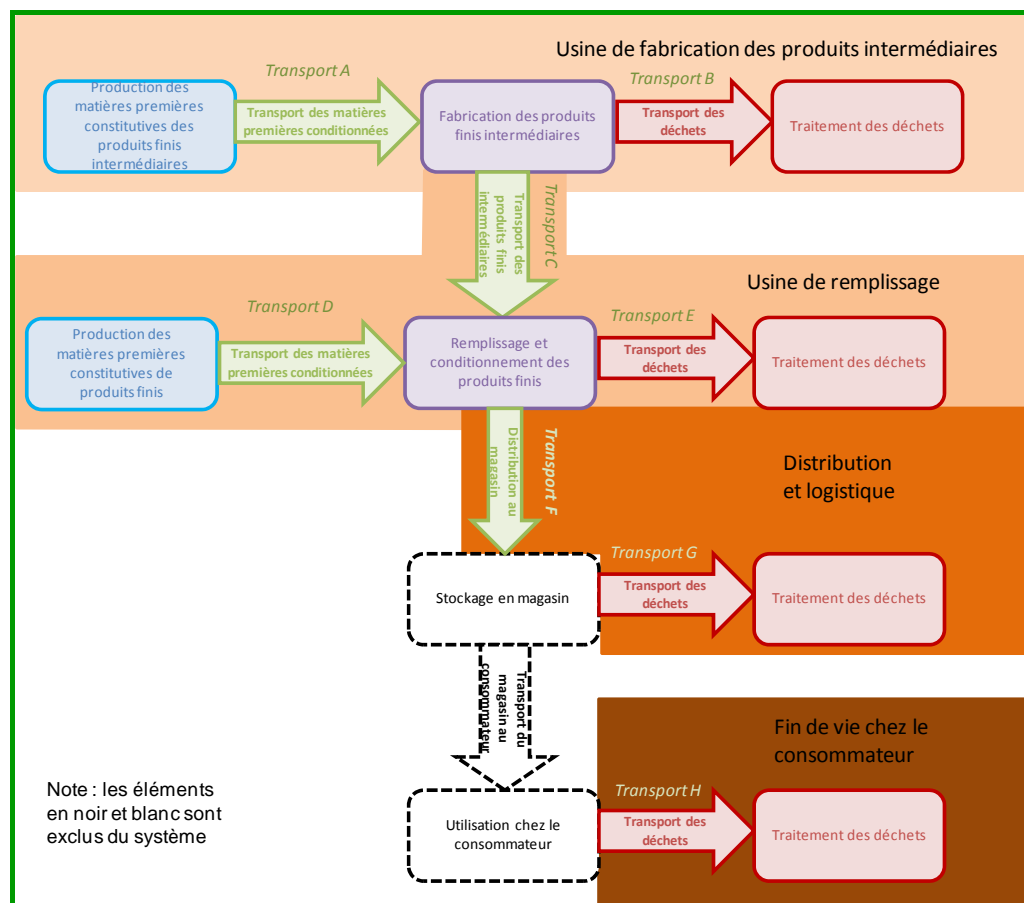 Usine de fabrication des produits intermédiaires
Transport A
Transport B
Production des
matières premières
constitutives des
produits finis
intermédiaires
Transport des matières
premières conditionnées
Fabrication des produits
finis intermédiaires
Transport des
déchets
Traitement des déchets
Transport des
produits finis
intermédiaires
Transport C
Usine de remplissage
Transport D
Transport E
Production des
matières premières
constitutives de
produits finis
Transport des matières
premières conditionnées
Remplissage et
conditionnement des
produits finis
Transport des
déchets
Traitement des déchets
Distribution au
magasin
Transport F
Distribution
et logistique
Transport G
Stockage en magasin
Transport des
déchets
Traitement des déchets
Transport du
magasin au
consommateur
Fin de vie chez le
consommateur
Note : les éléments
en noir et blanc sont
exclus du système
Transport H
Utilisation chez le
consommateur
Transport des
déchets
Traitement des déchets